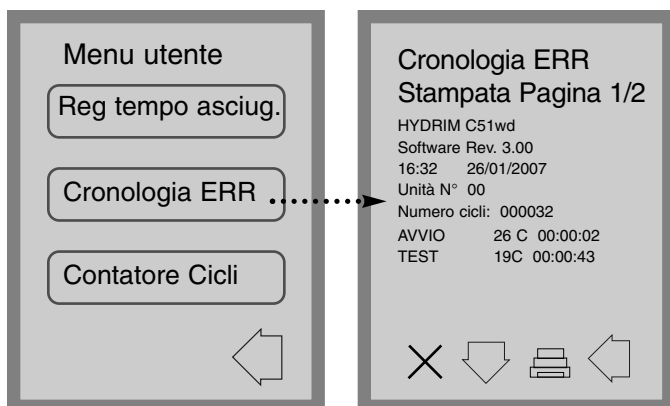 Menu utente
Reg tempo asciug.
Cronologia ERR
Contatore Cicli
Cronologia ERR
Stampata Pagina 1/2
HYDRIM C51wd
Software Rev. 3.00
16:32 26/01/2007
Unità N° 00
Numero cicli: 000032
AVVIO 26 C 00:00:02
TEST 19C 00:00:43